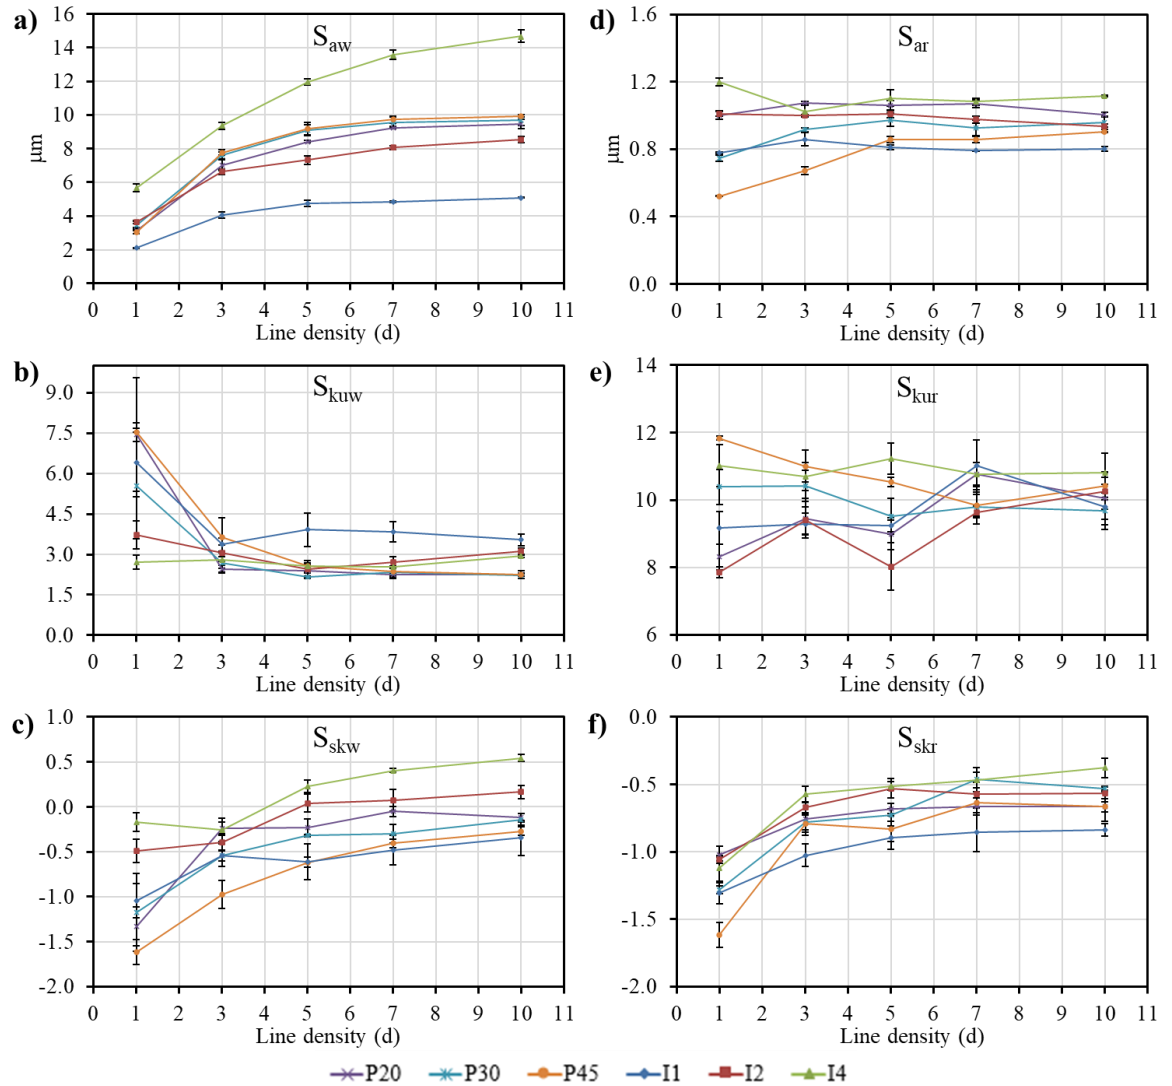 a)
S_aw
16
14
12
10
8
6
4
2
0
μm
0 1 2 3 4 5 6 7 8 9 10 11
Line density (d)
d)
S_ar
1.6
1.2
0.8
0.4
0.0
μm
0 1 2 3 4 5 6 7 8 9 10 11
Line density (d)
b)
S_kuw
9.0
7.5
6.0
4.5
3.0
1.5
0.0
0 1 2 3 4 5 6 7 8 9 10 11
Line density (d)
e)
S_kur
14
12
10
8
6
0 1 2 3 4 5 6 7 8 9 10 11
Line density (d)
c)
S_skw
1.0
0.5
0.0
-0.5
-1.0
-1.5
-2.0
0 1 2 3 4 5 6 7 8 9 10 11
Line density (d)
f)
S_skr
0.0
-0.5
-1.0
-1.5
-2.0
0 1 2 3 4 5 6 7 8 9 10 11
Line density (d)
P20 P30 P45 I1 I2 I4